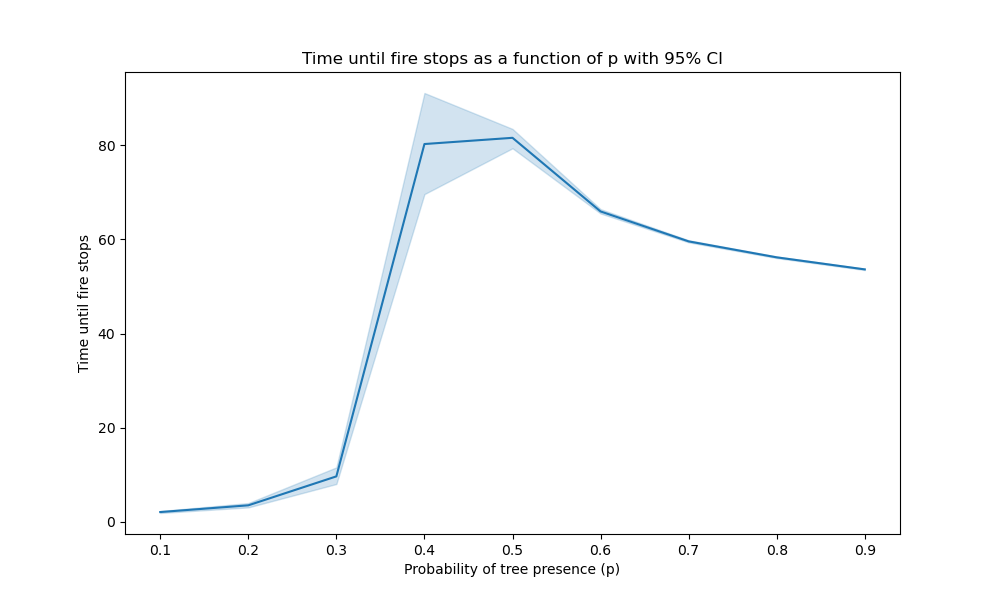 Time until fire stops as a function of p with 95% CI
Time until fire stops
80
60
40
20
0
0.1 0.2 0.3 0.4 0.5 0.6 0.7 0.8 0.9
Probability of tree presence (p)